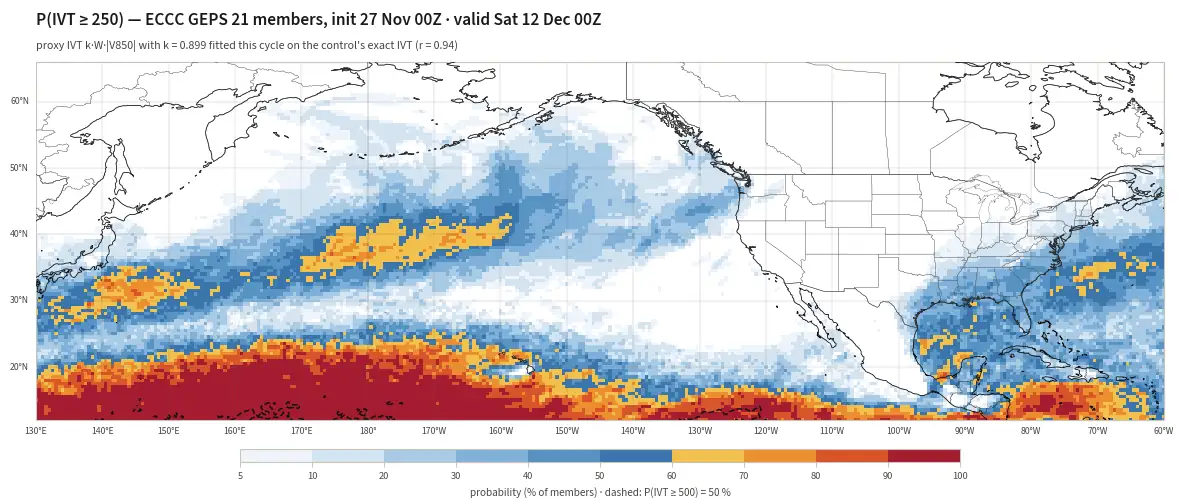 P(IVT ≥ 250) — ECCC GEPS 21 members, init 27 Nov 00Z · valid Sat 12 Dec 00Z
proxy IVT k·W·|V850| with k = 0.899 fitted this cycle on the control's exact IVT (r = 0.94)
60°N
50°N
40°N
30°N
20°N
130°E 140°E 150°E 160°E 170°E 180° 170°W 160°W 150°W 140°W 130°W 120°W 110°W 100°W 90°W 80°W 70°W 60°W
5 10 20 30 40 50 60 70 80 90 100
probability (% of members) · dashed: P(IVT ≥ 500) = 50 %